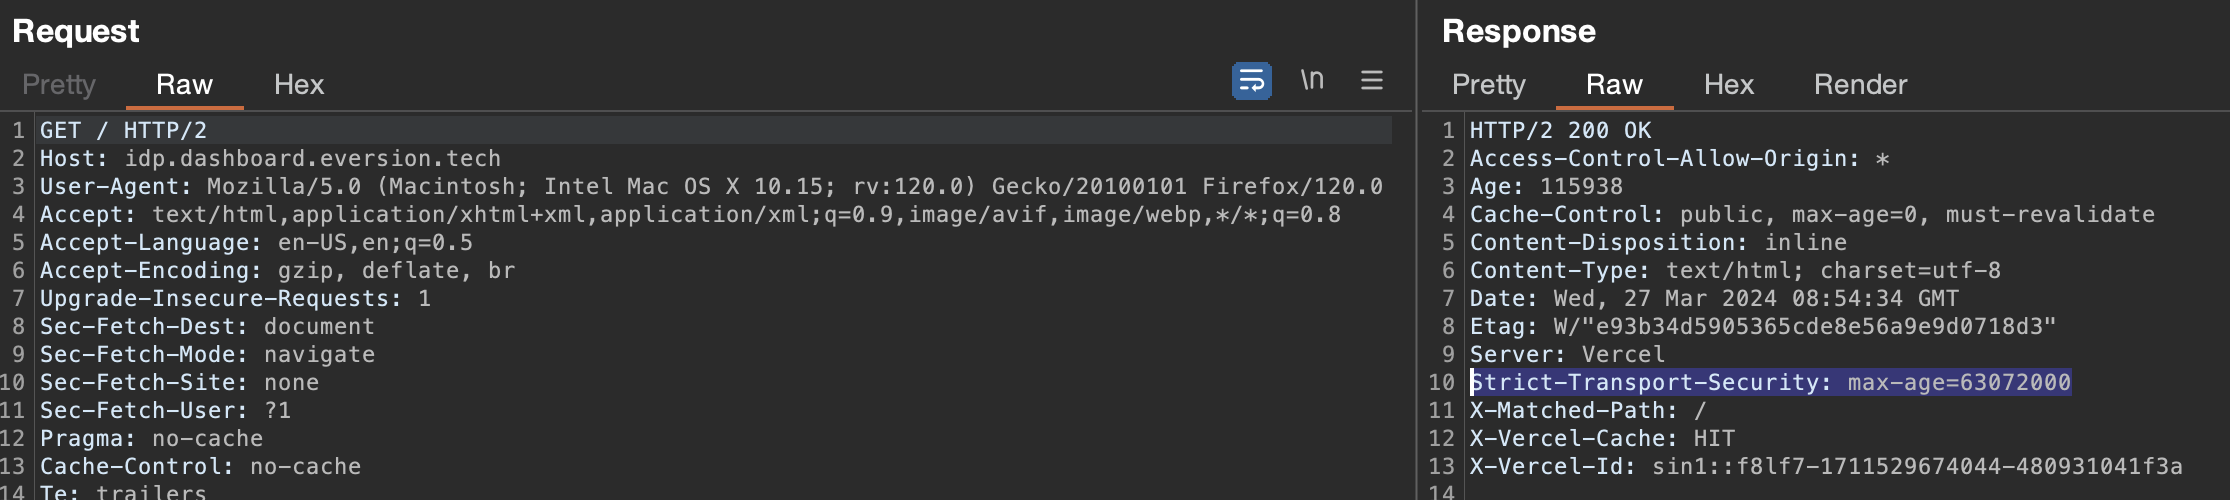 Request
Pretty Raw Hex \n
1 GET / HTTP/2
2 Host: idp.dashboard.eversion.tech
3 User-Agent: Mozilla/5.0 (Macintosh; Intel Mac OS X 10.15; rv:120.0) Gecko/20100101 Firefox/120.0
4 Accept: text/html,application/xhtml+xml,application/xml;q=0.9,image/avif,image/webp,*/*;q=0.8
5 Accept-Language: en-US,en;q=0.5
6 Accept-Encoding: gzip, deflate, br
7 Upgrade-Insecure-Requests: 1
8 Sec-Fetch-Dest: document
9 Sec-Fetch-Mode: navigate
10 Sec-Fetch-Site: none
11 Sec-Fetch-User: ?1
12 Pragma: no-cache
13 Cache-Control: no-cache
14 Te: trailers
Response
Pretty Raw Hex Render
1 HTTP/2 200 OK
2 Access-Control-Allow-Origin: *
3 Age: 115938
4 Cache-Control: public, max-age=0, must-revalidate
5 Content-Disposition: inline
6 Content-Type: text/html; charset=utf-8
7 Date: Wed, 27 Mar 2024 08:54:34 GMT
8 Etag: W/"e93b34d5905365cde8e56a9e9d0718d3"
9 Server: Vercel
10 Strict-Transport-Security: max-age=63072000
11 X-Matched-Path: /
12 X-Vercel-Cache: HIT
13 X-Vercel-Id: sin1::f8lf7-1711529674044-480931041f3a
14